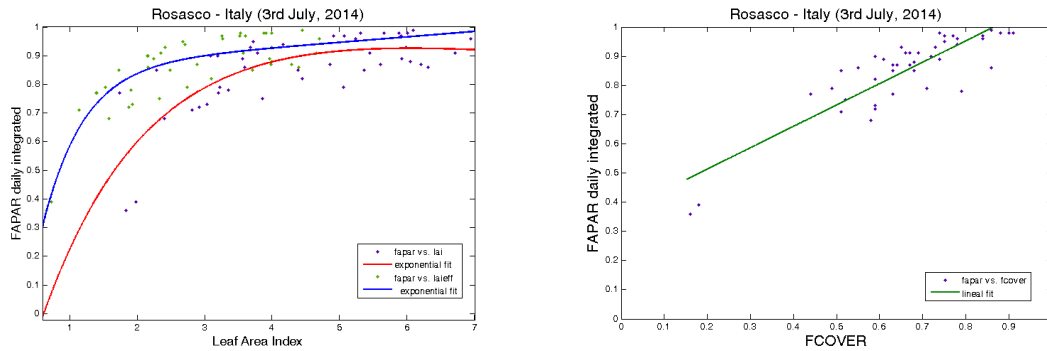 Rosasco - Italy (3rd July, 2014)
FAPAR daily integrated
1
0.9
0.8
0.7
0.6
0.5
0.4
0.3
0.2
0.1
0
fapar vs. lai
exponential fit
fapar vs. laieff
exponential fit
1 2 3 4 5 6 7
Leaf Area Index
Rosasco - Italy (3rd July, 2014)
FAPAR daily integrated
1
0.9
0.8
0.7
0.6
0.5
0.4
0.3
0.2
0.1
0
fapar vs. fcover
lineal fit
0 0.1 0.2 0.3 0.4 0.5 0.6 0.7 0.8 0.9
FCOVER